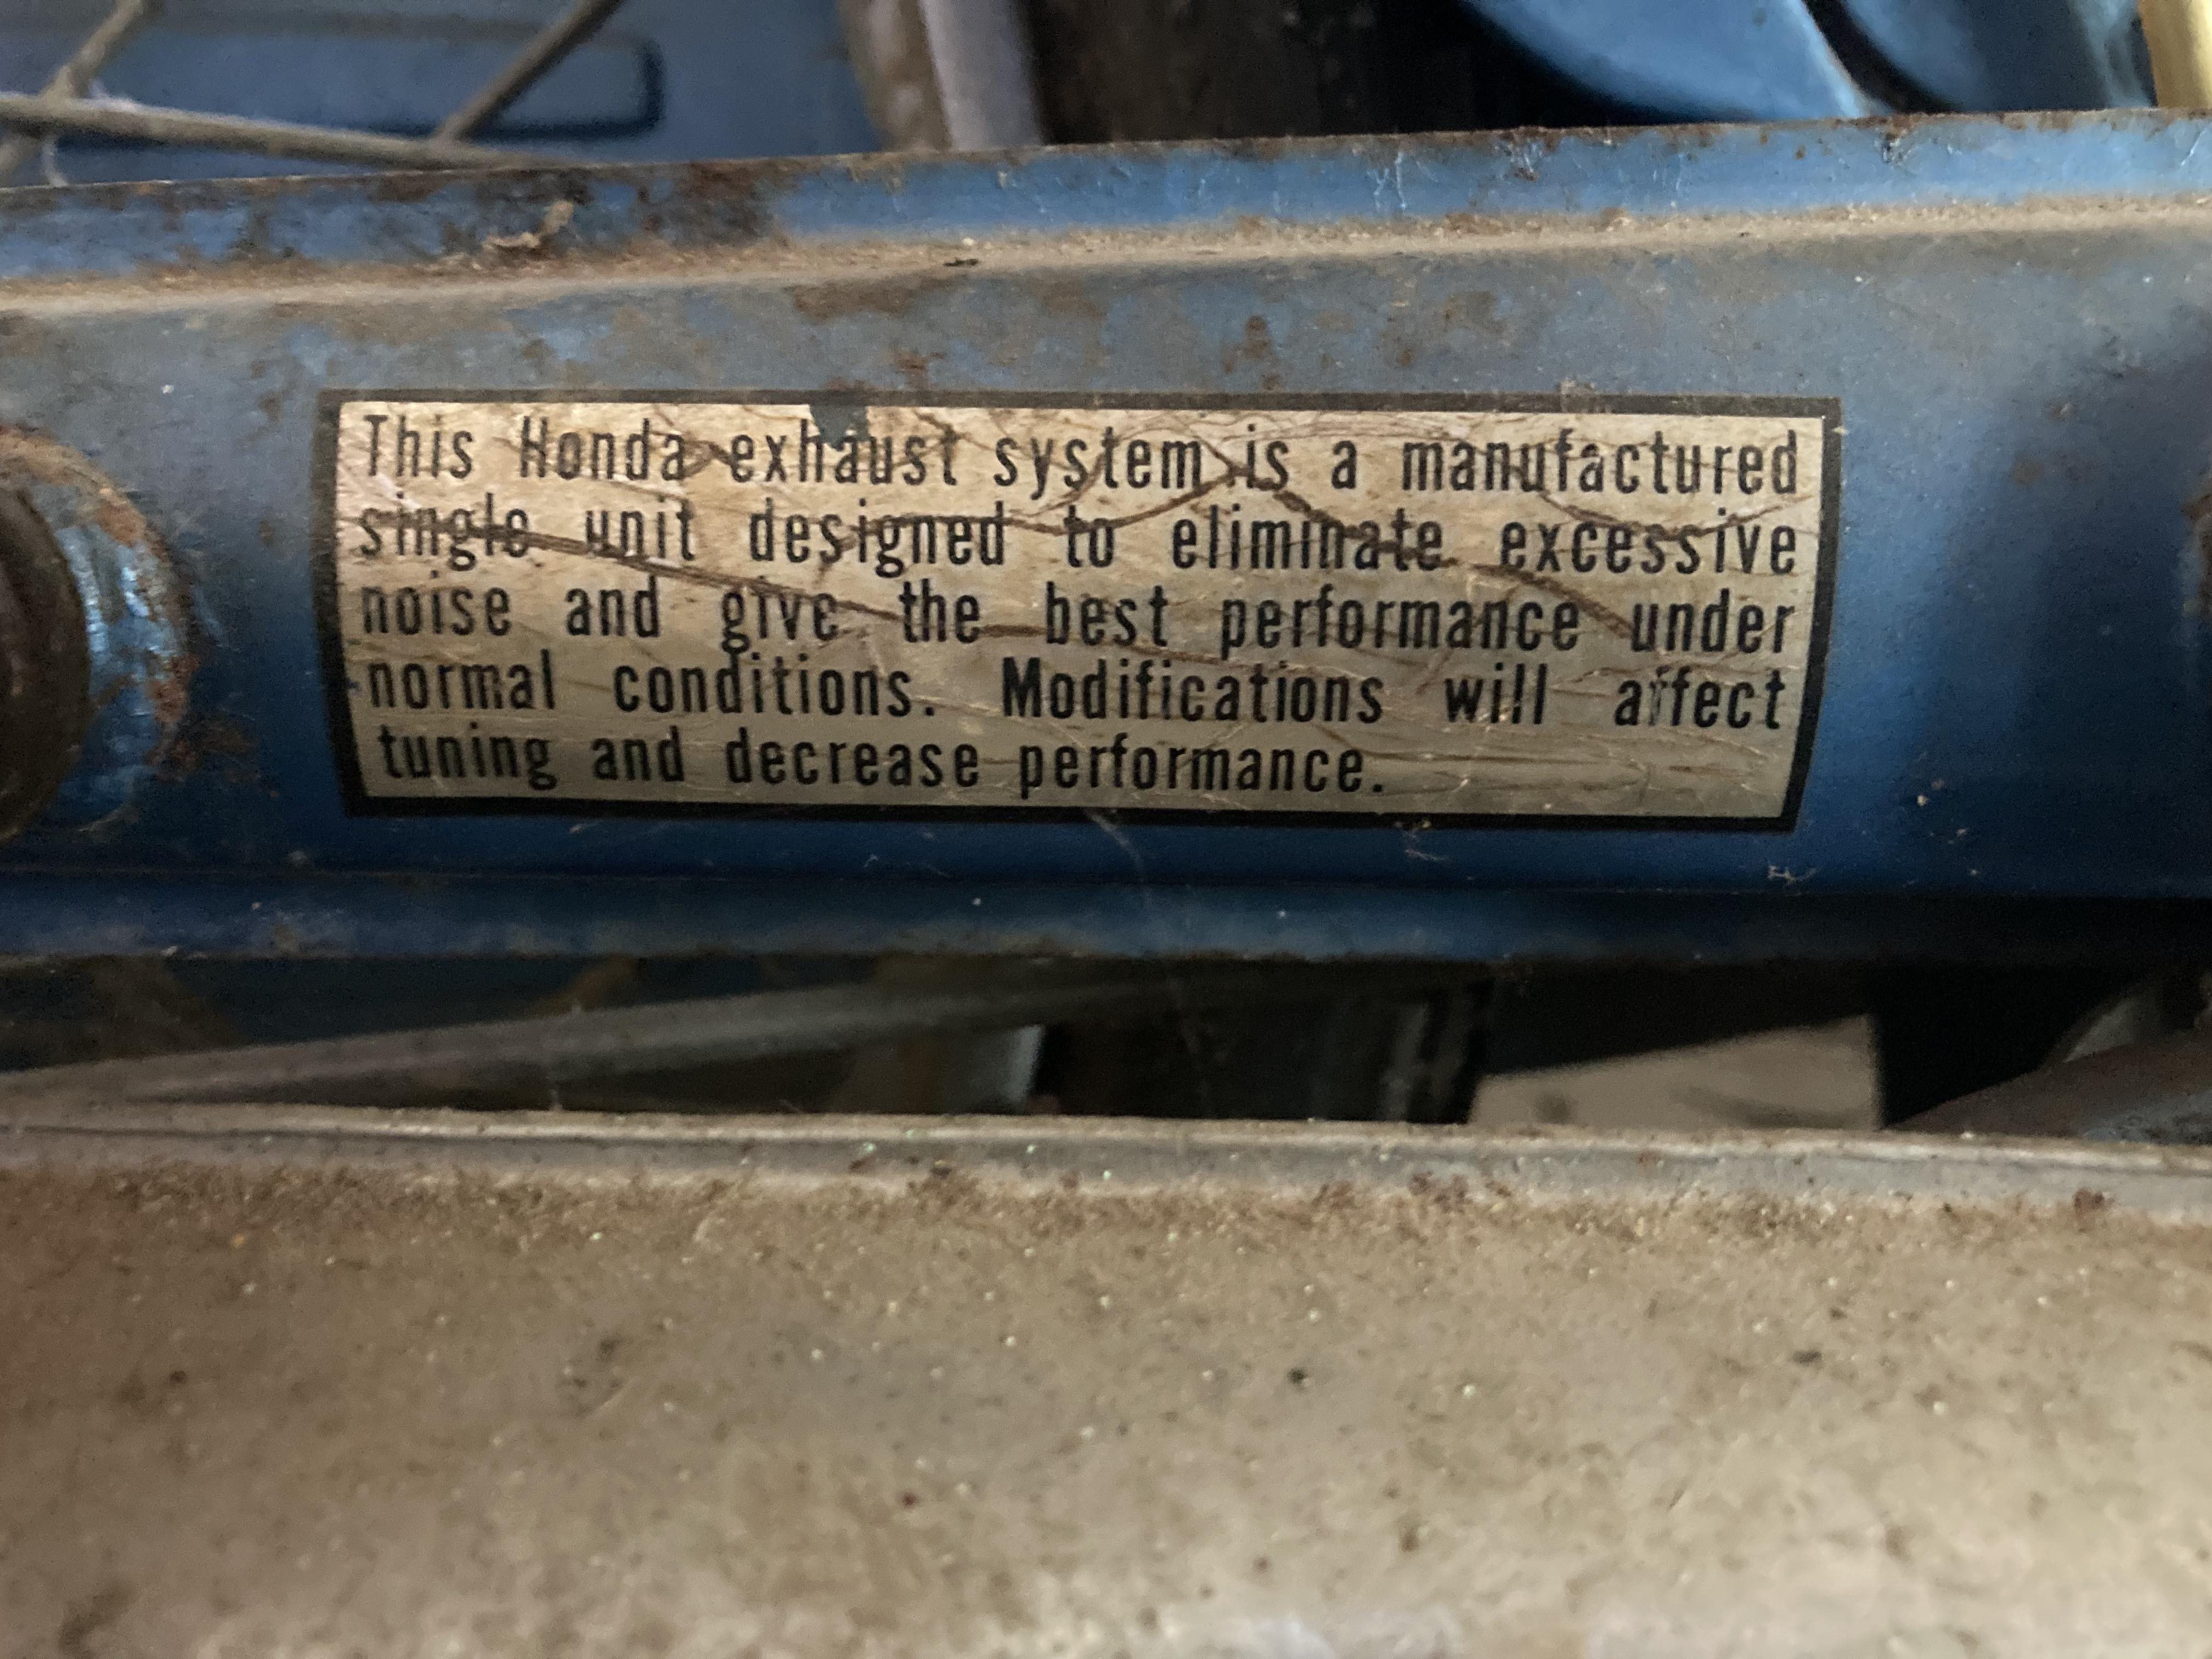 This Honda exhaust system is a manufactured
single unit designed to eliminate excessive
noise and give the best performance under
normal conditions. Modifications will affect
tuning and decrease performance.